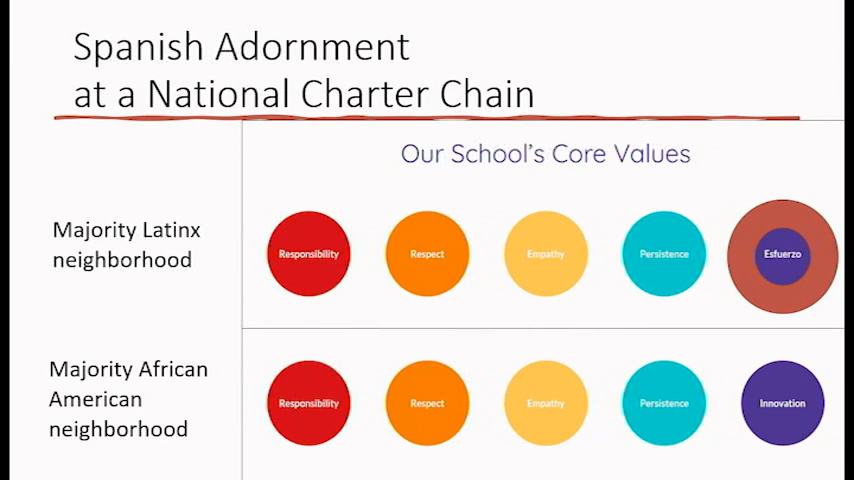 Spanish Adornment
at a National Charter Chain
Our School's Core Values
Majority Latinx
neighborhood
Responsibility
Respect
Empathy
Persistence
Esfuerzo
Majority African
American
neighborhood
Responsibility
Respect
Empathy
Persistence
Innovation